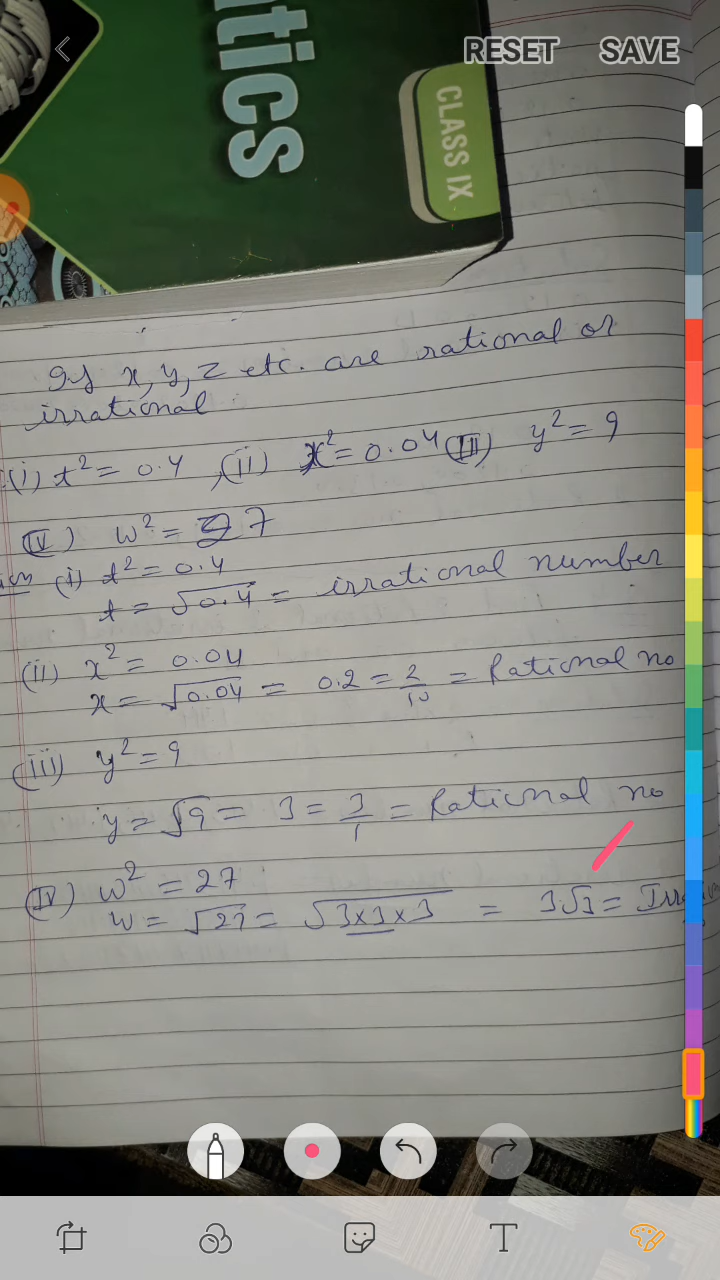 RESET SAVE
tics
CLASS IX
If x, y, z etc. are rational or
irrational
(i) t² = 0.4, (ii) x² = 0.04 (III) y² = 9
(IV) w² = 27
(i) t² = 0.4
t = √0.4 = irrational number
(ii) x² = 0.04
x = √0.04 = 0.2 = 2/10 = Rational no
(iii) y² = 9
y = √9 = 3 = 3/1 = Rational no
(IV) w² = 27
w = √27 = √3×3×3 = 3√3 =
T